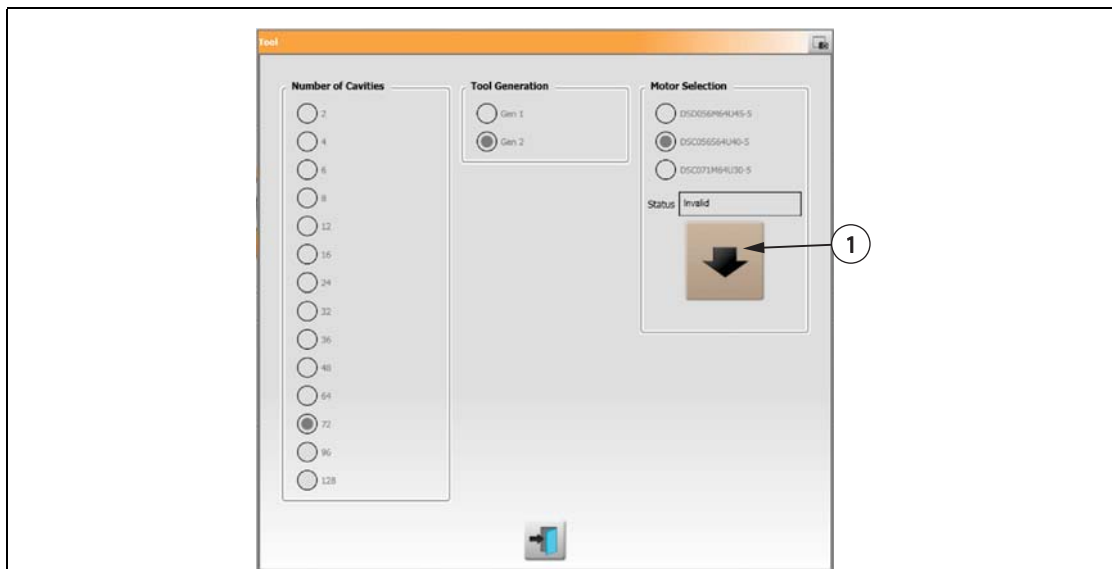 Tool
Number of Cavities
2
4
6
8
12
16
24
32
36
48
64
72
96
128
Tool Generation
Gen 1
Gen 2
Motor Selection
DSD056M64U45-5
DSC056S64U40-5
DSC071M64U30-5
Status Invalid
1